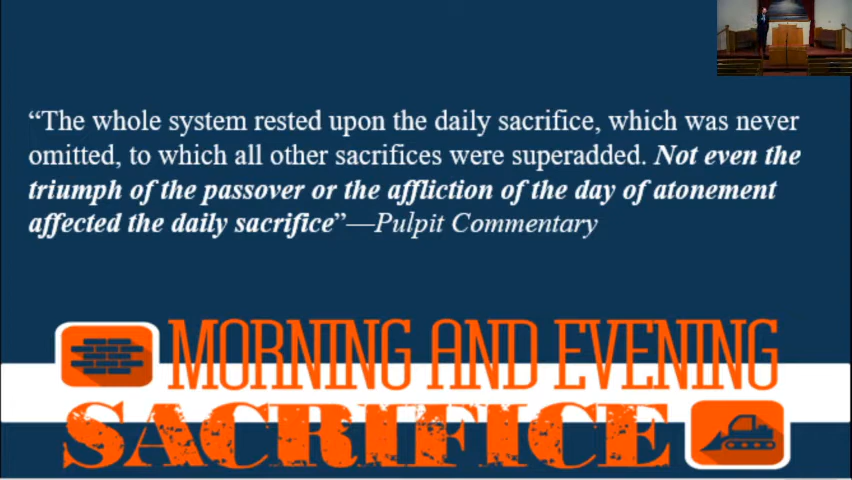 “The whole system rested upon the daily sacrifice, which was never
omitted, to which all other sacrifices were superadded. Not even the
triumph of the passover or the affliction of the day of atonement
affected the daily sacrifice”—Pulpit Commentary
MORNING AND EVENING
SACRIFICE